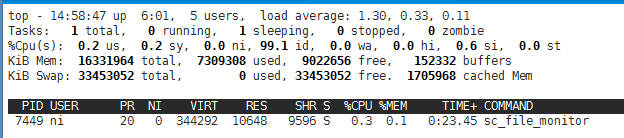 top - 14:58:47 up 6:01, 5 users, load average: 1.30, 0.33, 0.11
Tasks: 1 total, 0 running, 1 sleeping, 0 stopped, 0 zombie
%Cpu(s): 0.2 us, 0.2 sy, 0.0 ni, 99.1 id, 0.0 wa, 0.0 hi, 0.6 si, 0.0 st
KiB Mem: 16331964 total, 7309308 used, 9022656 free, 152332 buffers
KiB Swap: 33453052 total, 0 used, 33453052 free. 1705968 cached Mem
PID USER PR NI VIRT RES SHR S %CPU %MEM TIME+ COMMAND
7449 ni 20 0 344292 10648 9596 S 0.3 0.1 0:23.45 sc_file_monitor